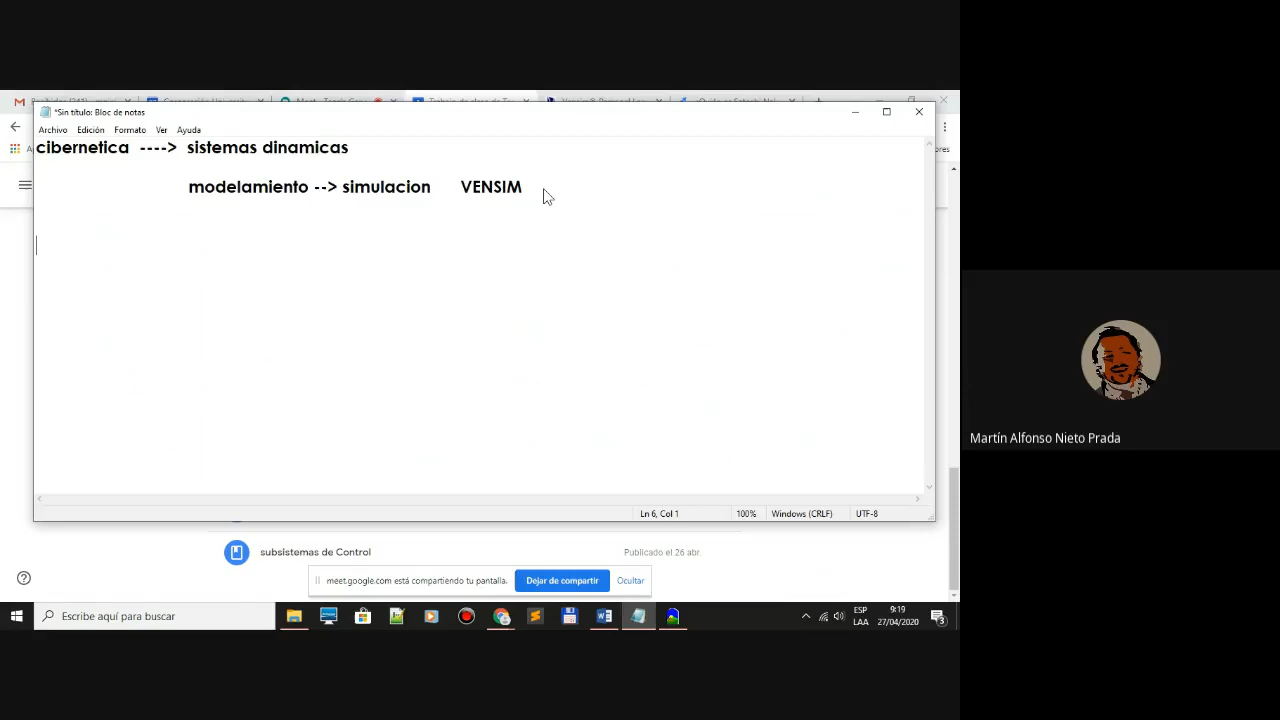 *Sin título: Bloc de notas
Archivo Edición Formato Ver Ayuda
cibernetica ----> sistemas dinamicas
modelamiento --> simulacion VENSIM
Ln 6, Col 1 100% Windows (CRLF) UTF-8
subsistemas de Control Publicado el 26 abr.
meet.google.com está compartiendo tu pantalla. Dejar de compartir Ocultar
Escribe aquí para buscar
ESP
LAA
9:19
27/04/2020
3
Martín Alfonso Nieto Prada